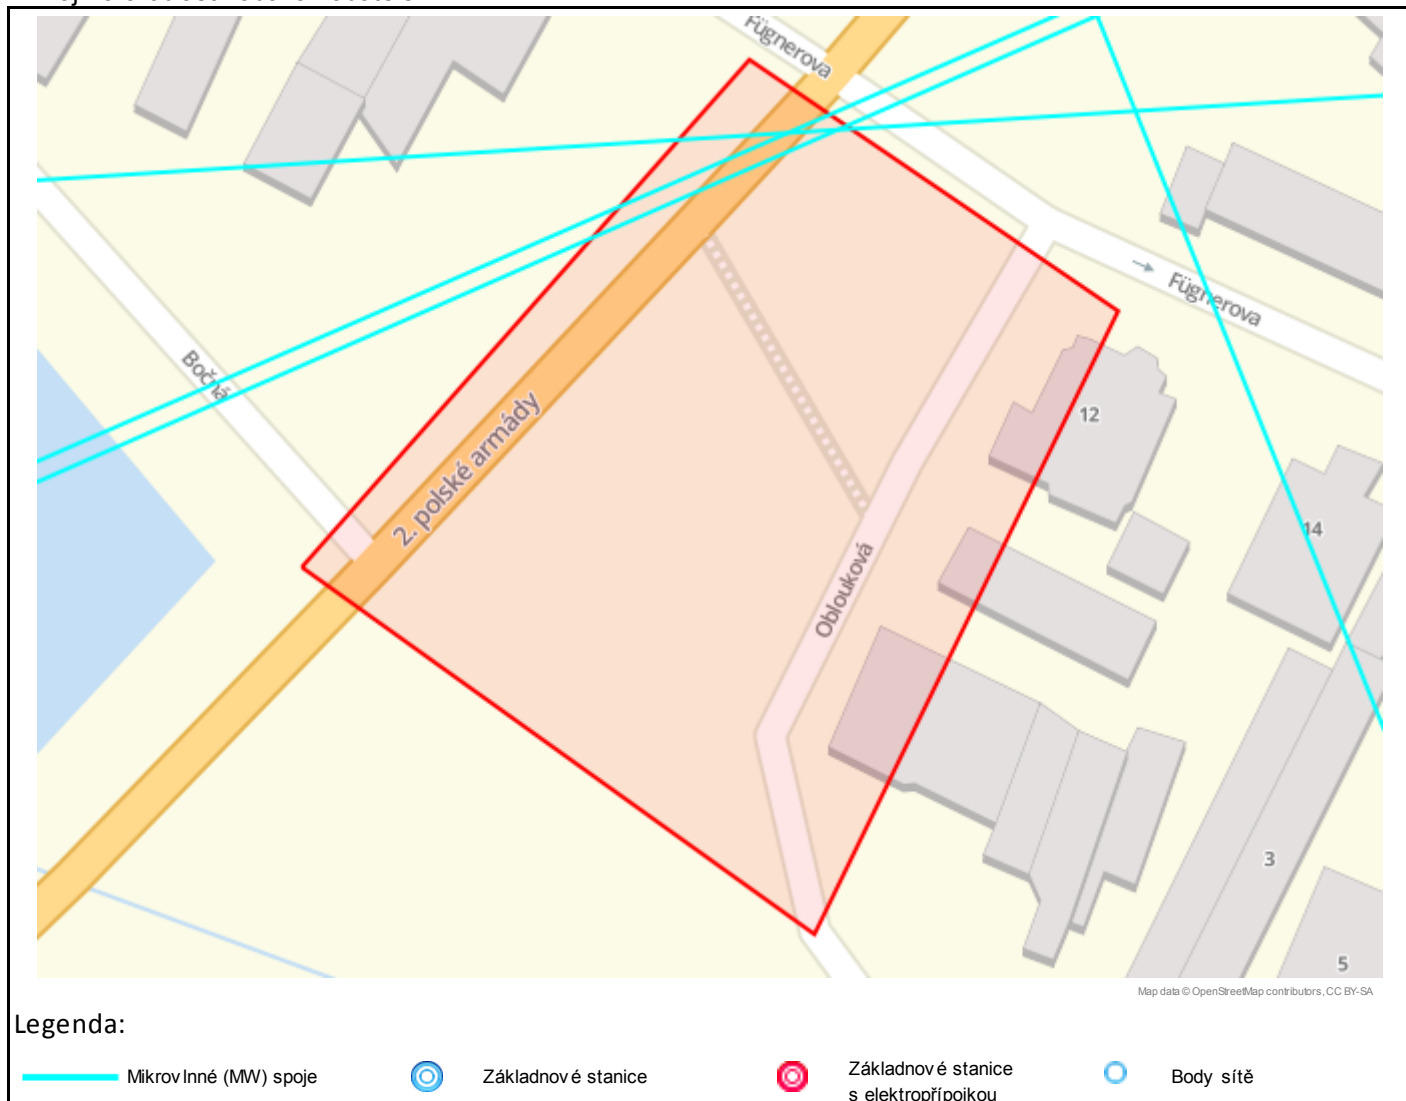 Fügnerova
Fügnerova
Bočná
2. polské armády
Oblouková
12
14
3
5
Map data © OpenStreetMap contributors, CC BY-SA
Legenda:
Mikrovlnné (MW) spoje
Základnové stanice
Základnové stanice
s elektropřípojkou
Body sítě